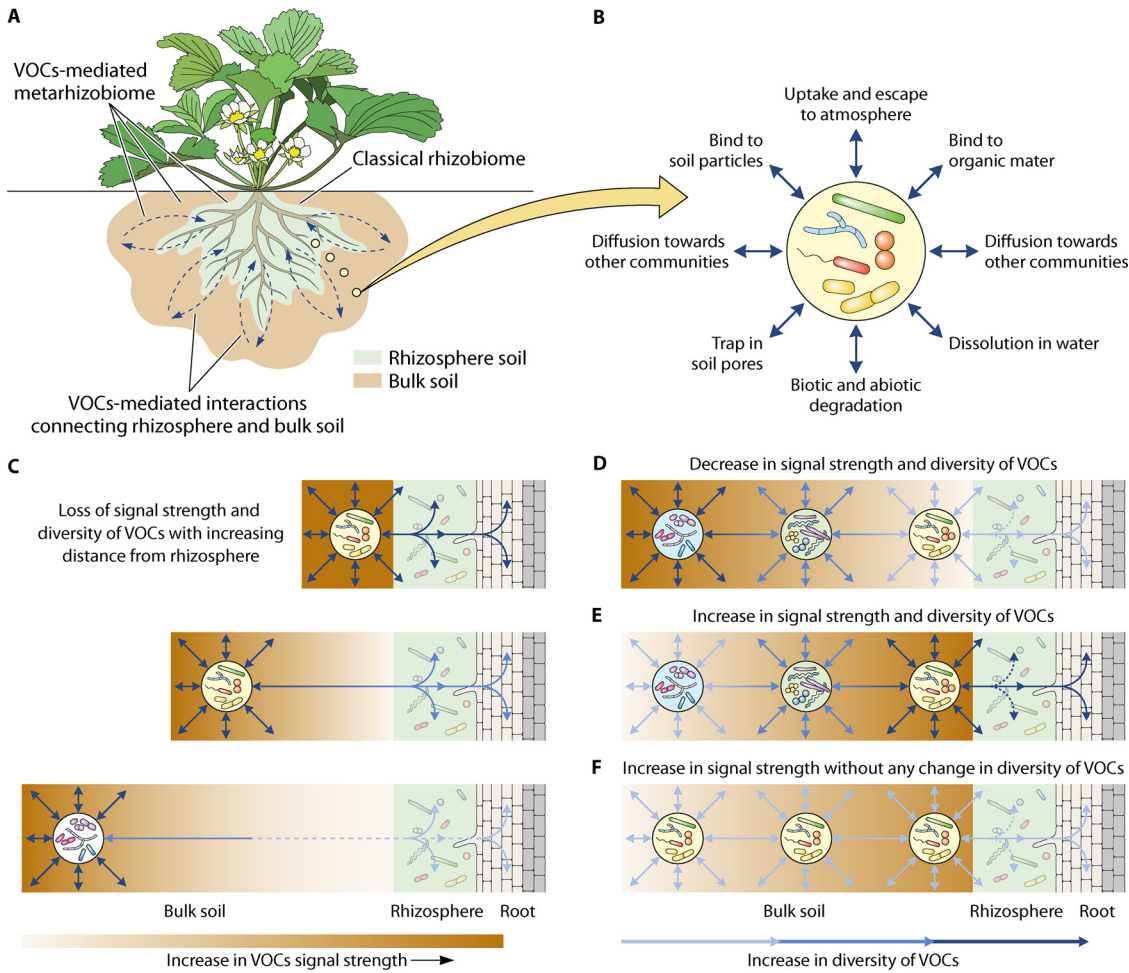 A
VOCs-mediated
metarhizobiome
Classical rhizobiome
Rhizosphere soil
Bulk soil
VOCs-mediated interactions
connecting rhizosphere and bulk soil
B
Uptake and escape
to atmosphere
Bind to
soil particles
Bind to
organic mater
Diffusion towards
other communities
Diffusion towards
other communities
Trap in
soil pores
Dissolution in water
Biotic and abiotic
degradation
C
Loss of signal strength and
diversity of VOCs with increasing
distance from rhizosphere
Bulk soil
Rhizosphere
Root
Increase in VOCs signal strength
D
Decrease in signal strength and diversity of VOCs
E
Increase in signal strength and diversity of VOCs
F
Increase in signal strength without any change in diversity of VOCs
Bulk soil
Rhizosphere
Root
Increase in diversity of VOCs